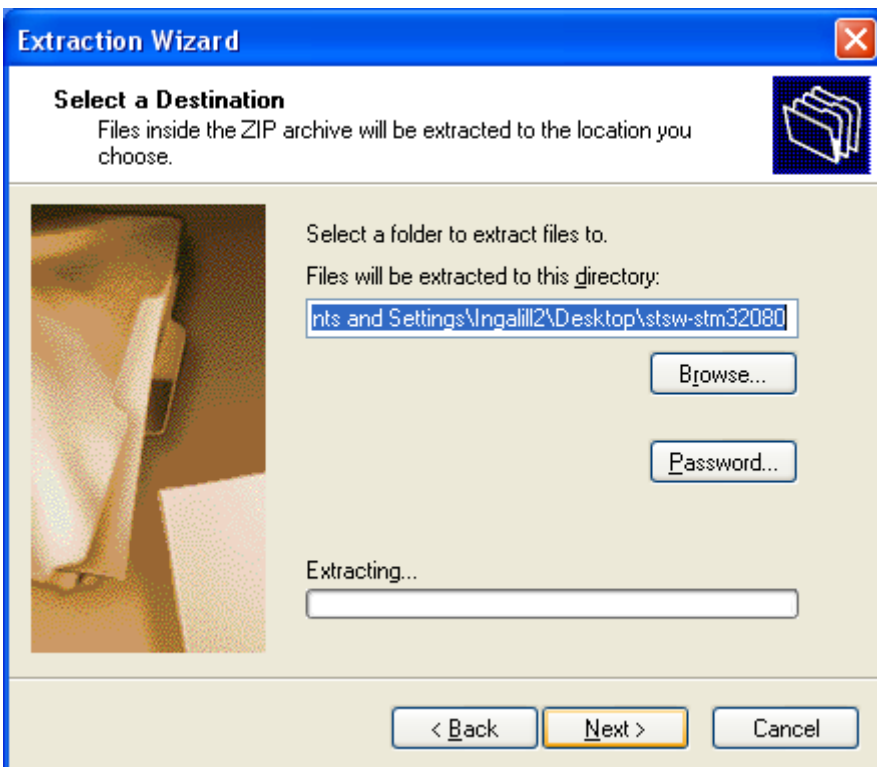 Extraction Wizard
Select a Destination
Files inside the ZIP archive will be extracted to the location you
choose.
Select a folder to extract files to.
Files will be extracted to this directory:
nts and Settings\Ingalill2\Desktop\stsw-stm32080
Browse...
Password...
Extracting...
< Back Next > Cancel